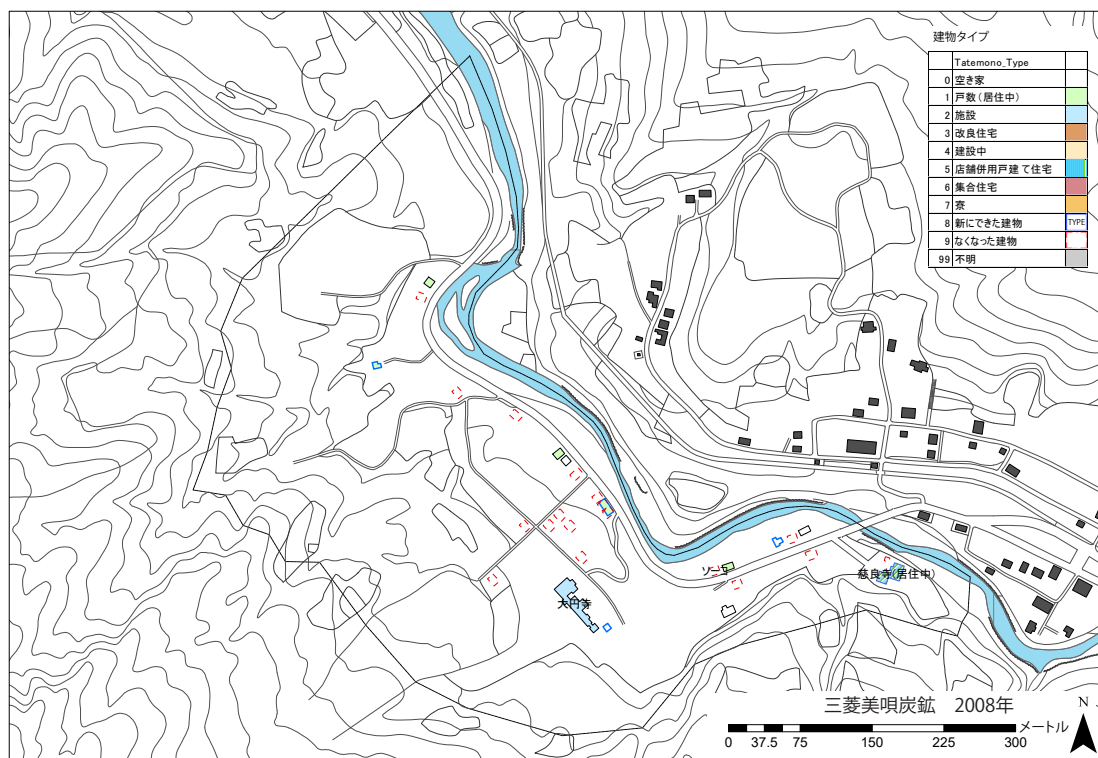 建物タイプ
Tatemono_Type
0 空き家
1 戸数(居住中)
2 施設
3 改良住宅
4 建設中
5 店舗併用戸建て住宅
6 集合住宅
7 寮
8 新にできた建物 TYPE
9 なくなった建物
99 不明
慈良寺(居住中)
大円寺
三菱美唄炭鉱 2008年
N
メートル
0 37.5 75 150 225 300